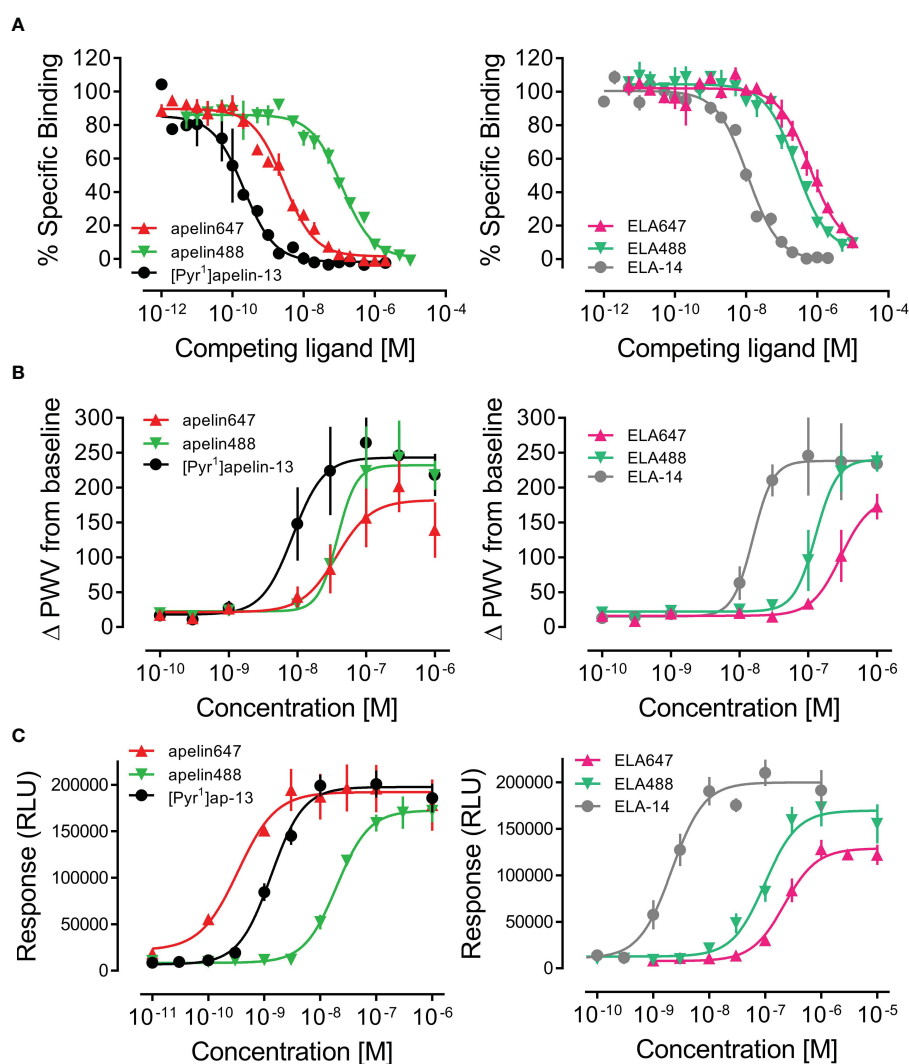 A
% Specific Binding
120
100
80
60
40
20
0
apelin647
apelin488
[Pyr¹]apelin-13
10⁻¹² 10⁻¹⁰ 10⁻⁸ 10⁻⁶ 10⁻⁴
Competing ligand [M]
% Specific Binding
120
100
80
60
40
20
0
ELA647
ELA488
ELA-14
10⁻¹² 10⁻¹⁰ 10⁻⁸ 10⁻⁶ 10⁻⁴
Competing ligand [M]
B
Δ PWV from baseline
300
250
200
150
100
50
0
apelin647
apelin488
[Pyr¹]apelin-13
10⁻¹⁰ 10⁻⁹ 10⁻⁸ 10⁻⁷ 10⁻⁶
Concentration [M]
Δ PWV from baseline
300
250
200
150
100
50
0
ELA647
ELA488
ELA-14
10⁻¹⁰ 10⁻⁹ 10⁻⁸ 10⁻⁷ 10⁻⁶
Concentration [M]
C
Response (RLU)
200000
150000
100000
50000
0
apelin647
apelin488
[Pyr¹]ap-13
10⁻¹¹ 10⁻¹⁰ 10⁻⁹ 10⁻⁸ 10⁻⁷ 10⁻⁶
Concentration [M]
Response (RLU)
200000
150000
100000
50000
0
ELA647
ELA488
ELA-14
10⁻¹⁰ 10⁻⁹ 10⁻⁸ 10⁻⁷ 10⁻⁶ 10⁻⁵
Concentration [M]